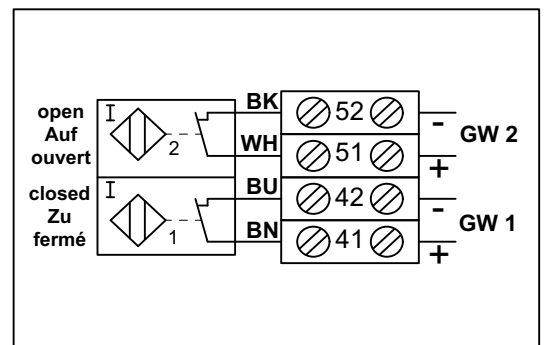 open
Auf
ouvert
I
2
BK
52
-
GW 2
WH
51
+
closed
Zu
fermé
I
1
BU
42
-
GW 1
BN
41
+